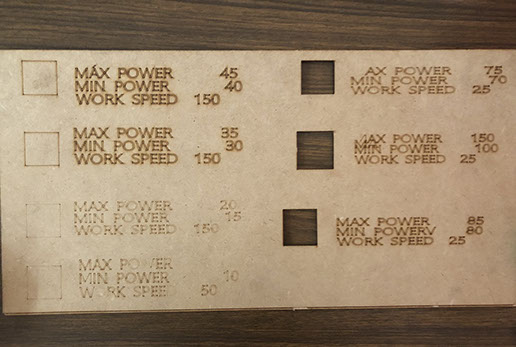 MÁX POWER 45
MIN POWER 40
WORK SPEED 150
MAX POWER 35
MIN POWER 30
WORK SPEED 150
MAX POWER 20
MIN POWER 15
WORK SPEED 150
MAX POWER
MIN POWER 10
WORK SPEED 50
AX POWER 75
MIN POWER 70
WORK SPEED 25
MAX POWER 150
MIN POWER 100
WORK SPEED 25
MAX POWER 85
MIN POWERV 80
WORK SPEED 25